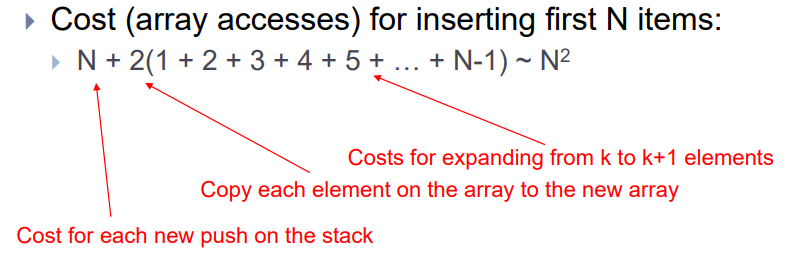 Cost (array accesses) for inserting first N items:
N + 2(1 + 2 + 3 + 4 + 5 + … + N-1) ~ N²
Costs for expanding from k to k+1 elements
Copy each element on the array to the new array
Cost for each new push on the stack